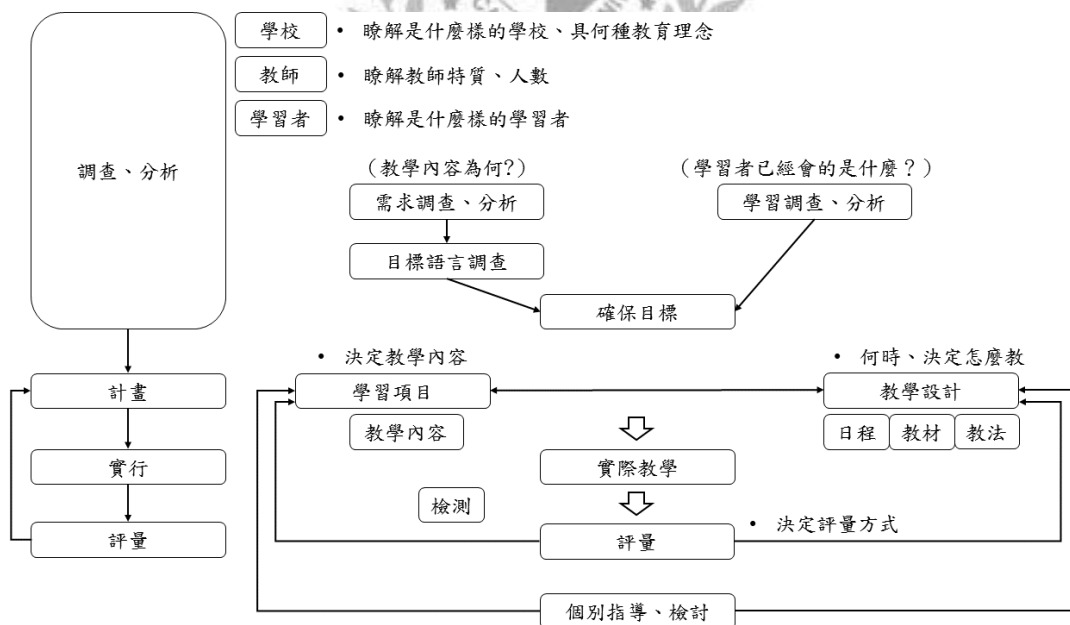 學校
• 瞭解是什麼樣的學校、具何種教育理念
教師
• 瞭解教師特質、人數
學習者
• 瞭解是什麼樣的學習者
調查、分析
（教學內容為何?）
（學習者已經會的是什麼？）
需求調查、分析
學習調查、分析
目標語言調查
確保目標
• 決定教學內容
• 何時、決定怎麼教
計畫
學習項目
教學設計
教學內容
日程
教材
教法
實行
實際教學
檢測
• 決定評量方式
評量
評量
個別指導、檢討